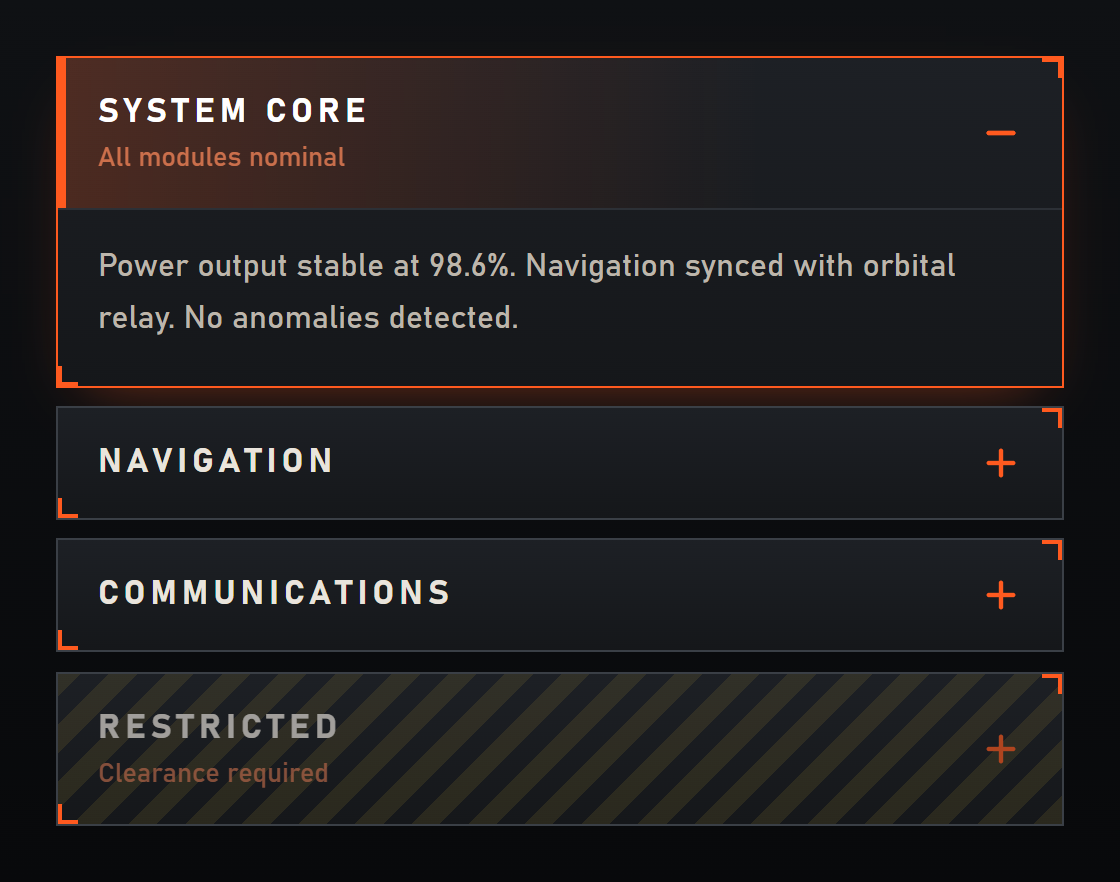 SYSTEM CORE
All modules nominal
Power output stable at 98.6%. Navigation synced with orbital
relay. No anomalies detected.
NAVIGATION
COMMUNICATIONS
RESTRICTED
Clearance required